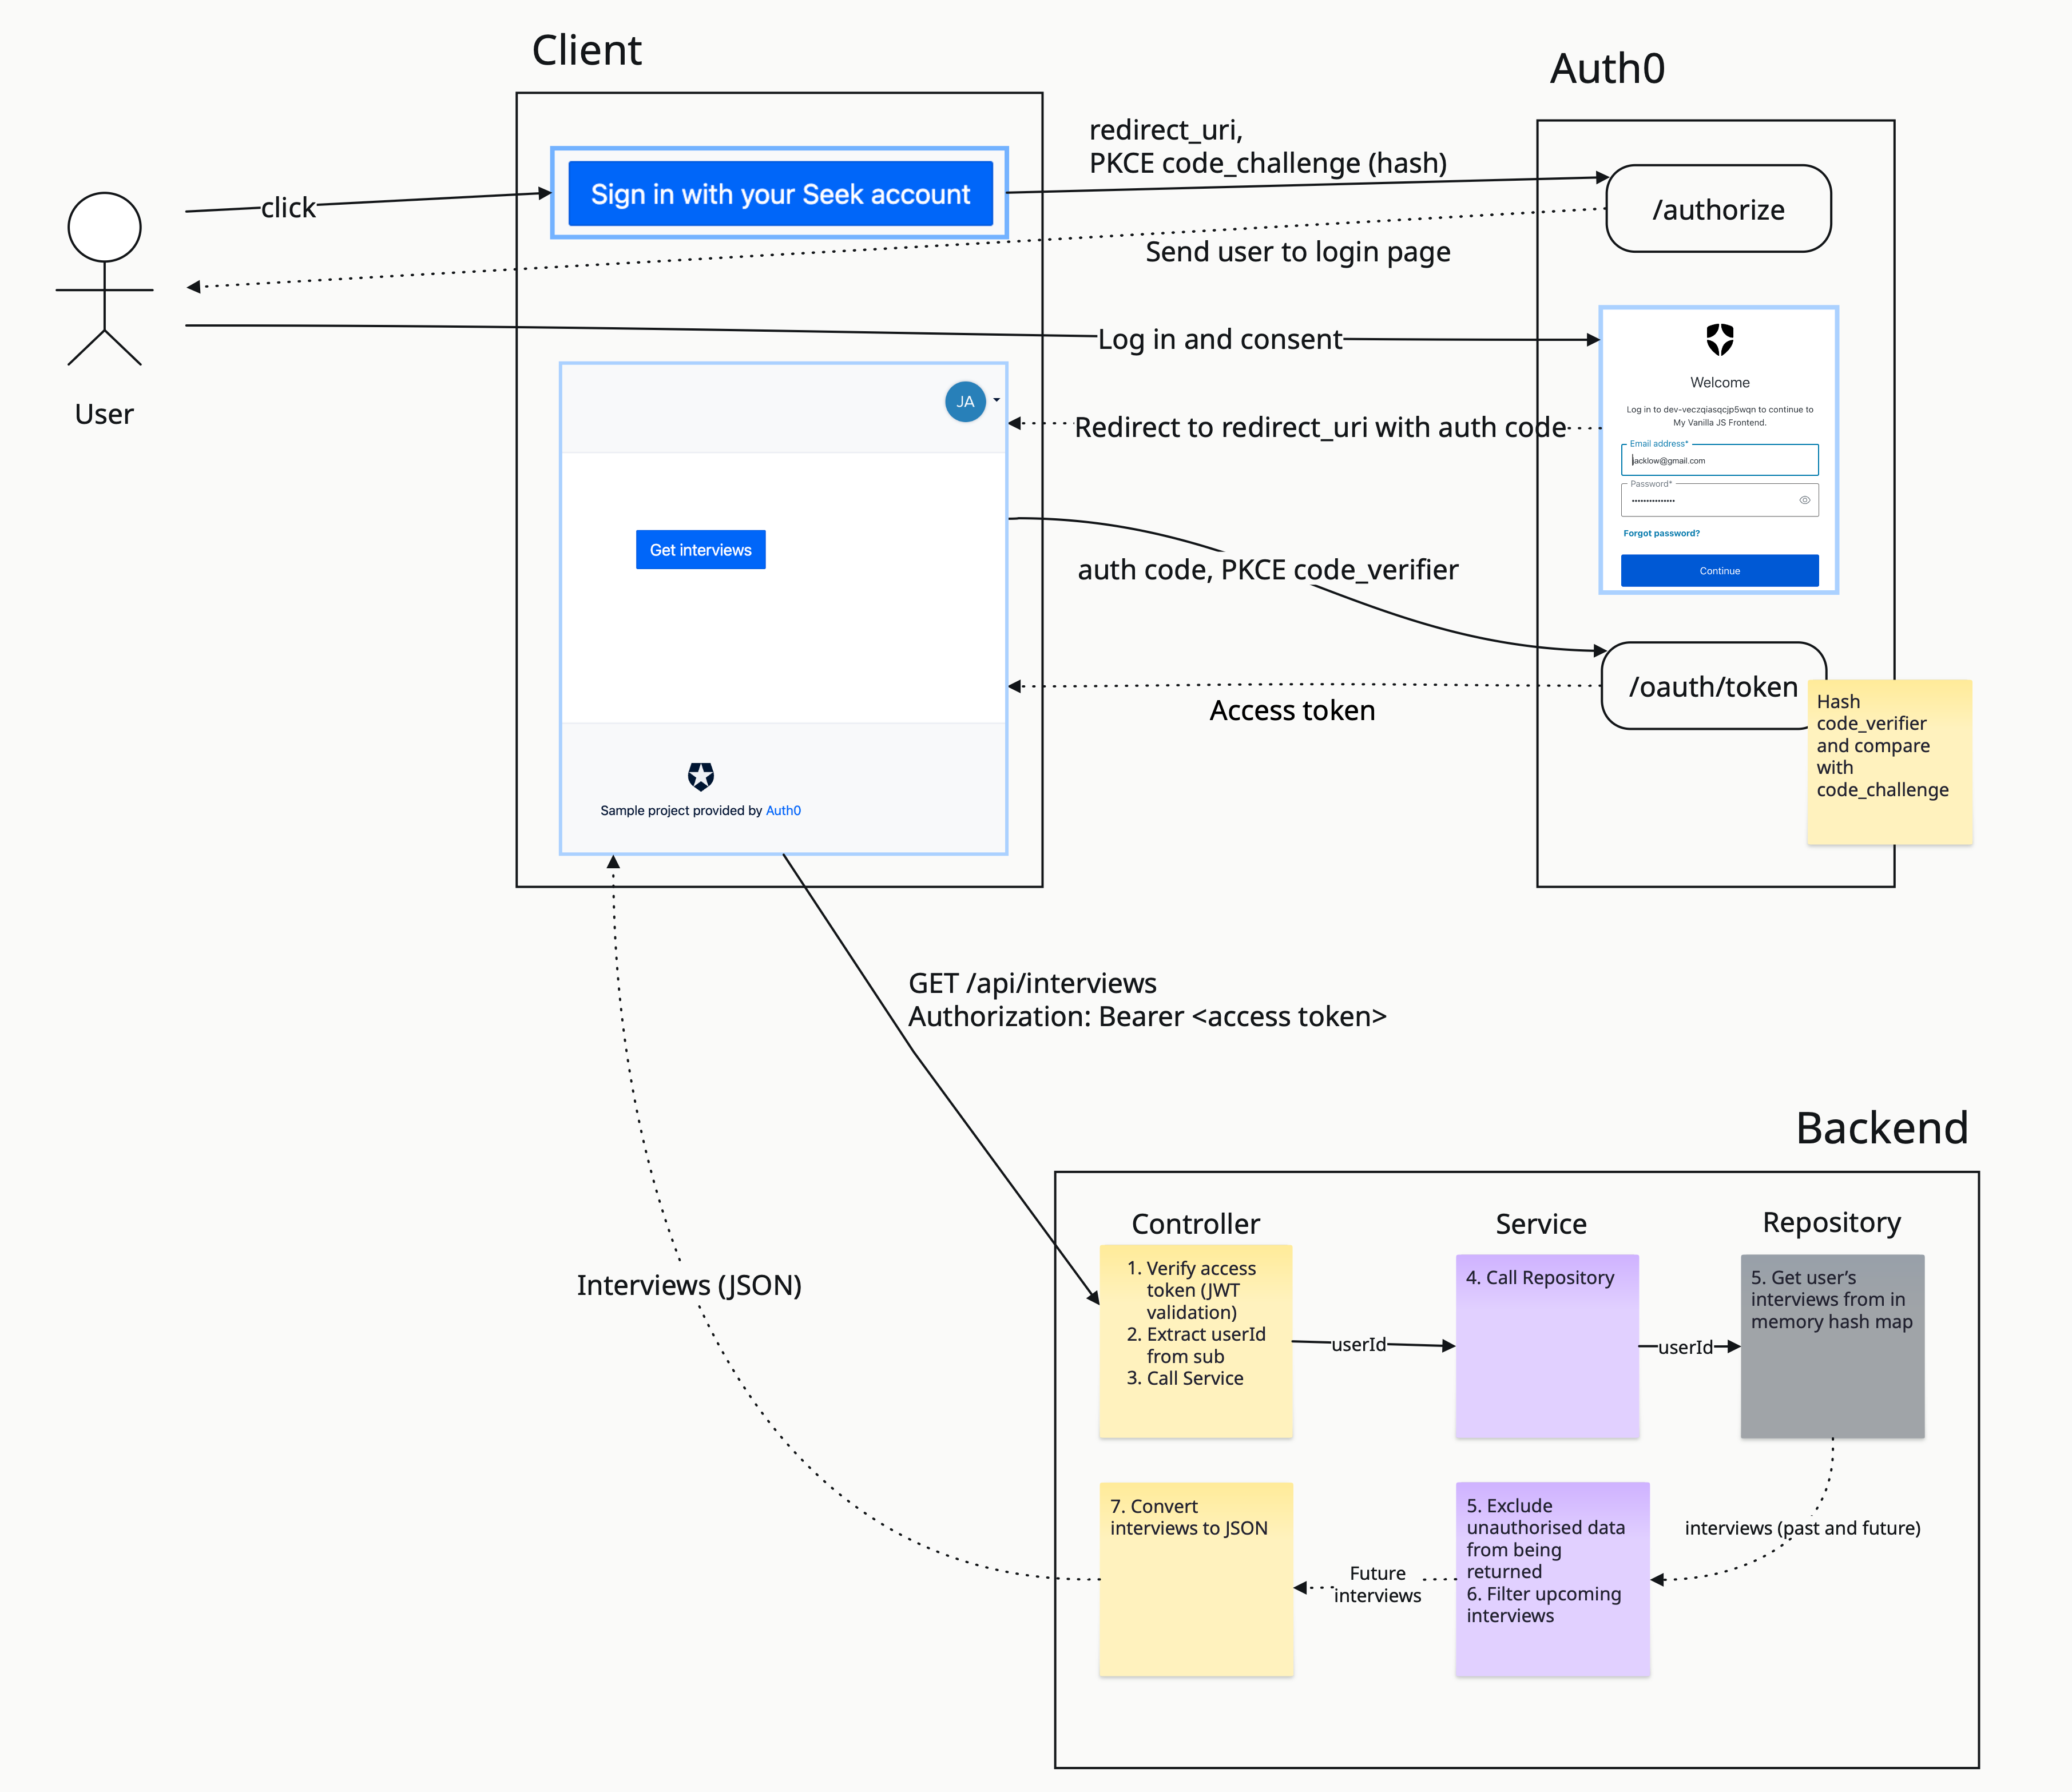 Client
Auth0
redirect_uri,
PKCE code_challenge (hash)
click
Sign in with your Seek account
/authorize
Send user to login page
Log in and consent
User
JA
Redirect to redirect_uri with auth code
Welcome
Log in to dev-veczqiasqcjp5wqn to continue to
My Vanilla JS Frontend.
Email address*
jacklow@gmail.com
Password*
•••••••••••••••
Forgot password?
Continue
Get interviews
auth code, PKCE code_verifier
/oauth/token
Access token
Hash
code_verifier
and compare
with
code_challenge
Sample project provided by Auth0
GET /api/interviews
Authorization: Bearer <access token>
Interviews (JSON)
Backend
Controller
Service
Repository
1. Verify access
token (JWT
validation)
2. Extract userId
from sub
3. Call Service
userId
4. Call Repository
userId
5. Get user’s
interviews from in
memory hash map
interviews (past and future)
5. Exclude
unauthorised data
from being
returned
6. Filter upcoming
interviews
Future
interviews
7. Convert
interviews to JSON